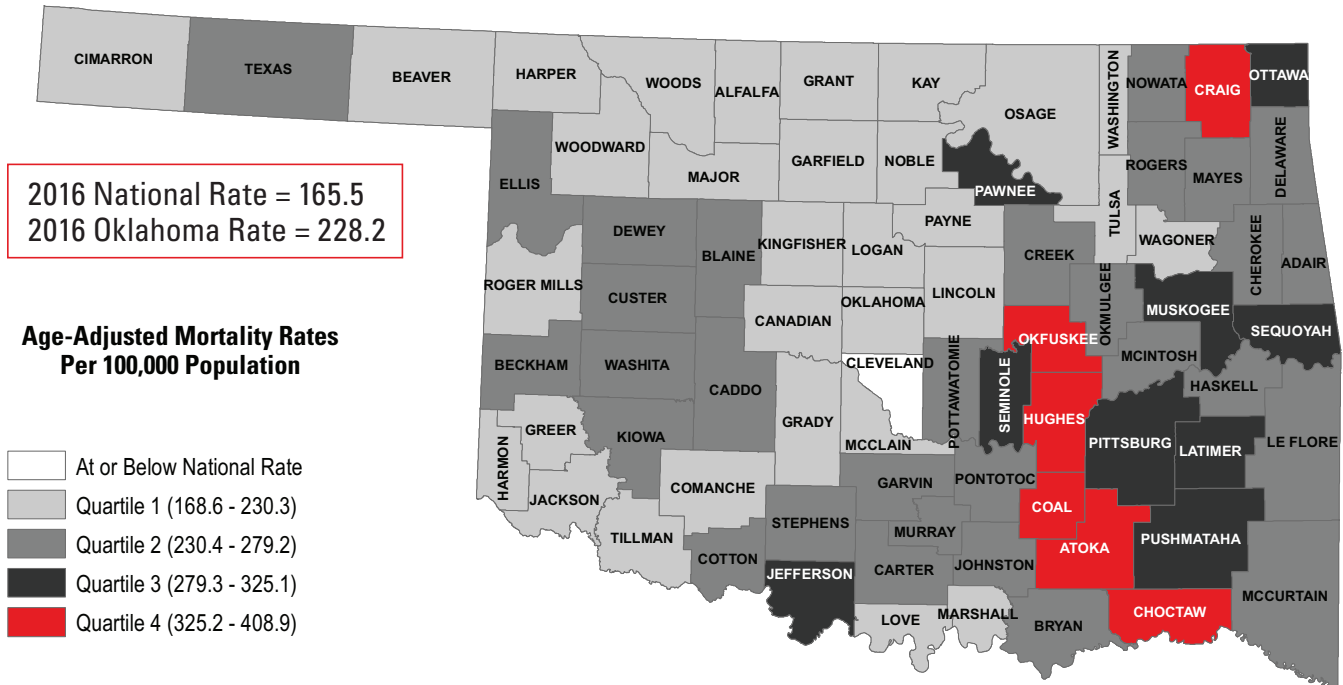 CIMARRON
TEXAS
BEAVER
HARPER
WOODS
ALFALFA
GRANT
KAY
OSAGE
WASHINGTON
NOWATA
CRAIG
OTTAWA
WOODWARD
MAJOR
GARFIELD
NOBLE
PAWNEE
ROGERS
MAYES
DELAWARE
2016 National Rate = 165.5
2016 Oklahoma Rate = 228.2
ELLIS
DEWEY
BLAINE
KINGFISHER
LOGAN
PAYNE
CREEK
TULSA
WAGONER
CHEROKEE
ADAIR
ROGER MILLS
CUSTER
CANADIAN
OKLAHOMA
LINCOLN
OKMULGEE
MUSKOGEE
SEQUOYAH
Age-Adjusted Mortality Rates
Per 100,000 Population
BECKHAM
WASHITA
CADDO
CLEVELAND
POTTAWATOMIE
SEMINOLE
OKFUSKEE
MCINTOSH
HASKELL
GREER
KIOWA
GRADY
MCCLAIN
HUGHES
PITTSBURG
LATIMER
LE FLORE
HARMON
JACKSON
COMANCHE
GARVIN
PONTOTOC
COAL
TILLMAN
COTTON
STEPHENS
MURRAY
JOHNSTON
ATOKA
PUSHMATAHA
JEFFERSON
CARTER
LOVE
MARSHALL
BRYAN
CHOCTAW
MCCURTAIN
At or Below National Rate
Quartile 1 (168.6 - 230.3)
Quartile 2 (230.4 - 279.2)
Quartile 3 (279.3 - 325.1)
Quartile 4 (325.2 - 408.9)